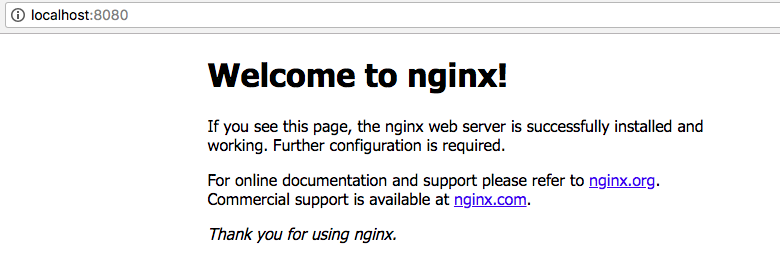 localhost:8080
Welcome to nginx!
If you see this page, the nginx web server is successfully installed and
working. Further configuration is required.
For online documentation and support please refer to nginx.org.
Commercial support is available at nginx.com.
Thank you for using nginx.